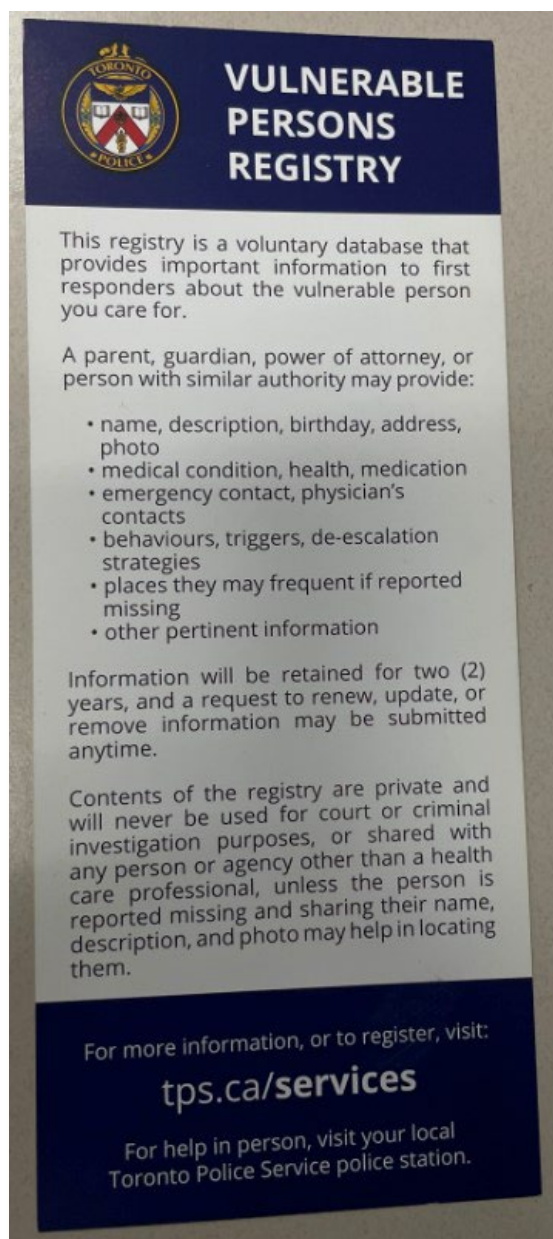 TORONTO
POLICE
VULNERABLE
PERSONS
REGISTRY
This registry is a voluntary database that
provides important information to first
responders about the vulnerable person
you care for.
A parent, guardian, power of attorney, or
person with similar authority may provide:
• name, description, birthday, address,
photo
• medical condition, health, medication
• emergency contact, physician's
contacts
• behaviours, triggers, de-escalation
strategies
• places they may frequent if reported
missing
• other pertinent information
Information will be retained for two (2)
years, and a request to renew, update, or
remove information may be submitted
anytime.
Contents of the registry are private and
will never be used for court or criminal
investigation purposes, or shared with
any person or agency other than a health
care professional, unless the person is
reported missing and sharing their name,
description, and photo may help in locating
them.
For more information, or to register, visit:
tps.ca/services
For help in person, visit your local
Toronto Police Service police station.